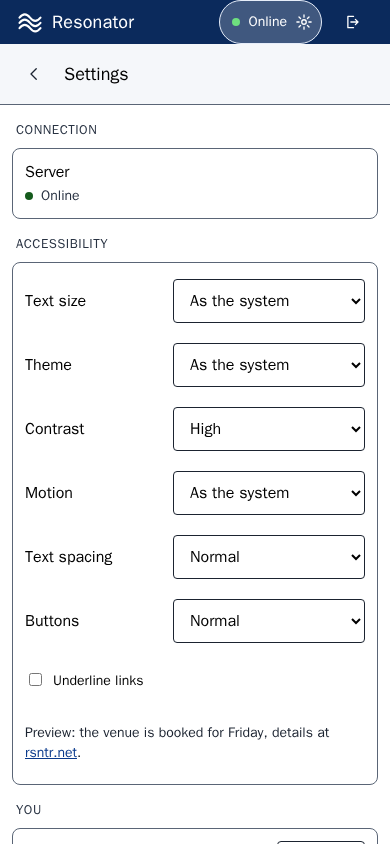 Resonator
Online
Settings
CONNECTION
Server
Online
ACCESSIBILITY
Text size
As the system
Theme
As the system
Contrast
High
Motion
As the system
Text spacing
Normal
Buttons
Normal
Underline links
Preview: the venue is booked for Friday, details at
rsntr.net.
YOU